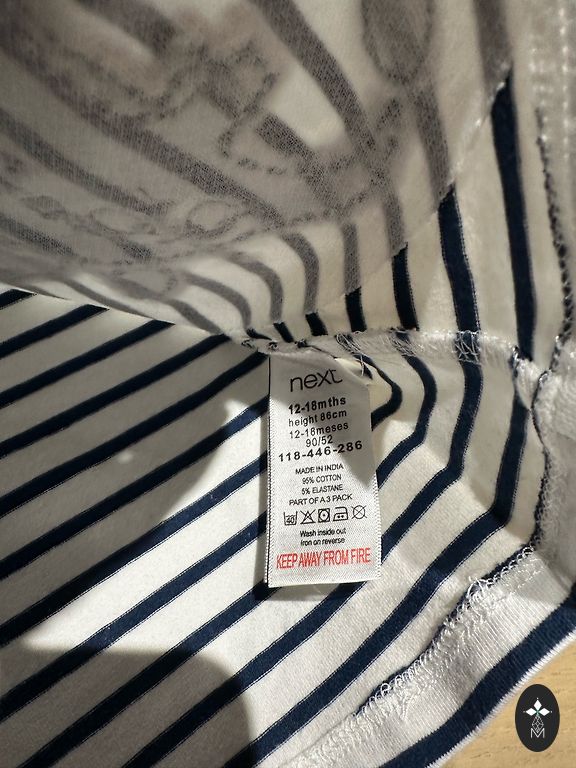 next
12-18mths
height 86cm
12-18meses
90/52
118-446-286
MADE IN INDIA
95% COTTON
5% ELASTANE
PART OF A 3 PACK
40
Wash inside out
iron on reverse
KEEP AWAY FROM FIRE